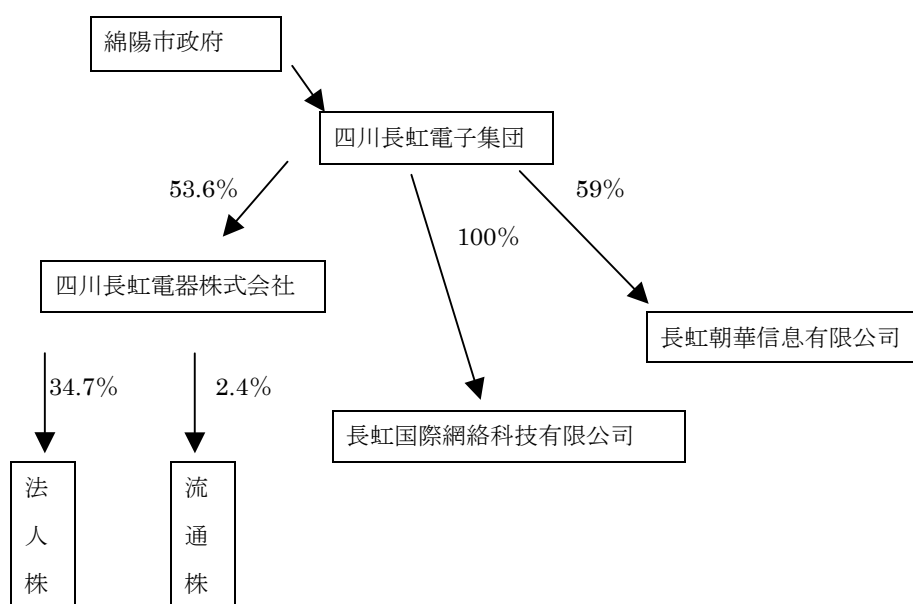 綿陽市政府
四川長虹電子集団
53.6%
59%
100%
四川長虹電器株式会社
長虹朝華信息有限公司
34.7%
2.4%
長虹国際網絡科技有限公司
法人株
流通株